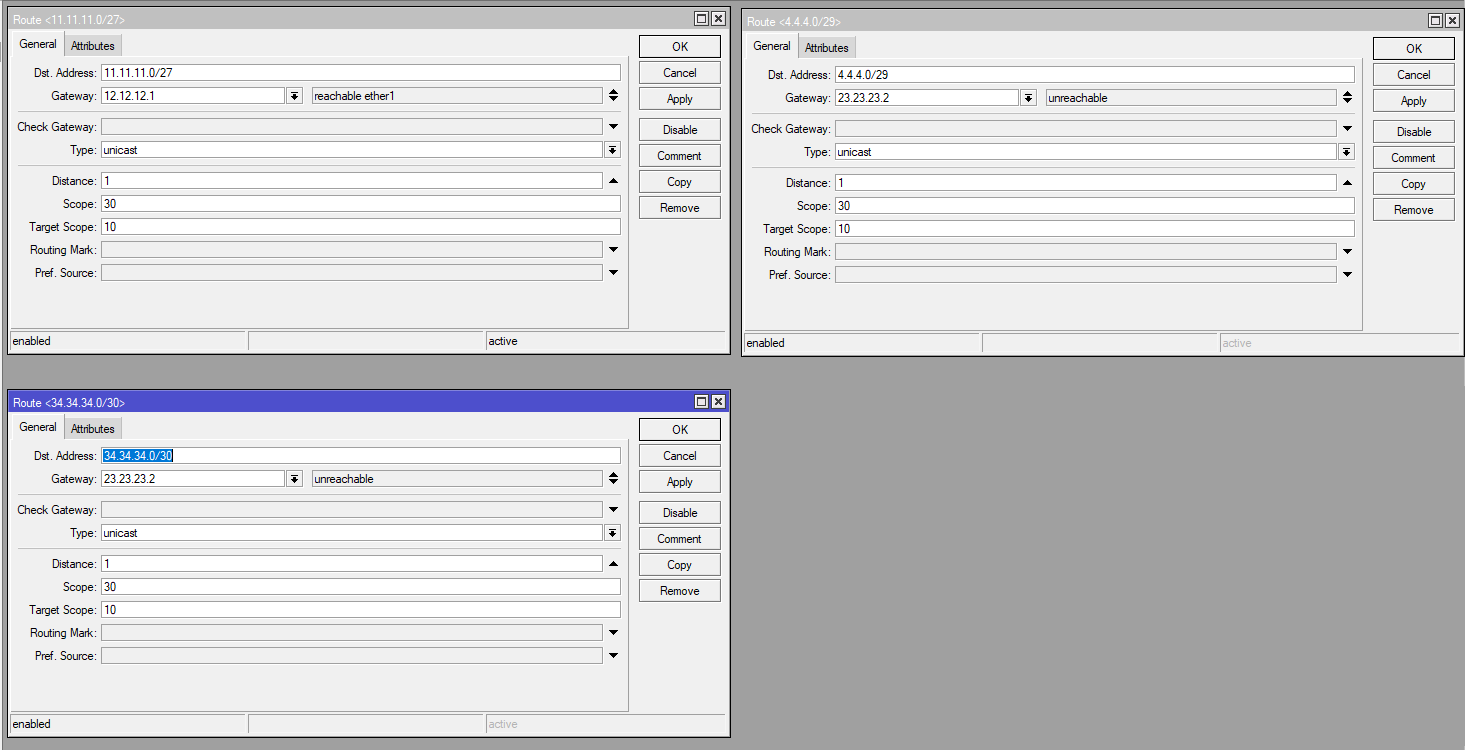 Route <11.11.11.0/27>
General Attributes
Dst. Address: 11.11.11.0/27
Gateway: 12.12.12.1 reachable ether1
Check Gateway:
Type: unicast
Distance: 1
Scope: 30
Target Scope: 10
Routing Mark:
Pref. Source:
OK
Cancel
Apply
Disable
Comment
Copy
Remove
enabled active
Route <4.4.4.0/29>
General Attributes
Dst. Address: 4.4.4.0/29
Gateway: 23.23.23.2 unreachable
Check Gateway:
Type: unicast
Distance: 1
Scope: 30
Target Scope: 10
Routing Mark:
Pref. Source:
OK
Cancel
Apply
Disable
Comment
Copy
Remove
enabled active
Route <34.34.34.0/30>
General Attributes
Dst. Address: 34.34.34.0/30
Gateway: 23.23.23.2 unreachable
Check Gateway:
Type: unicast
Distance: 1
Scope: 30
Target Scope: 10
Routing Mark:
Pref. Source:
OK
Cancel
Apply
Disable
Comment
Copy
Remove
enabled active